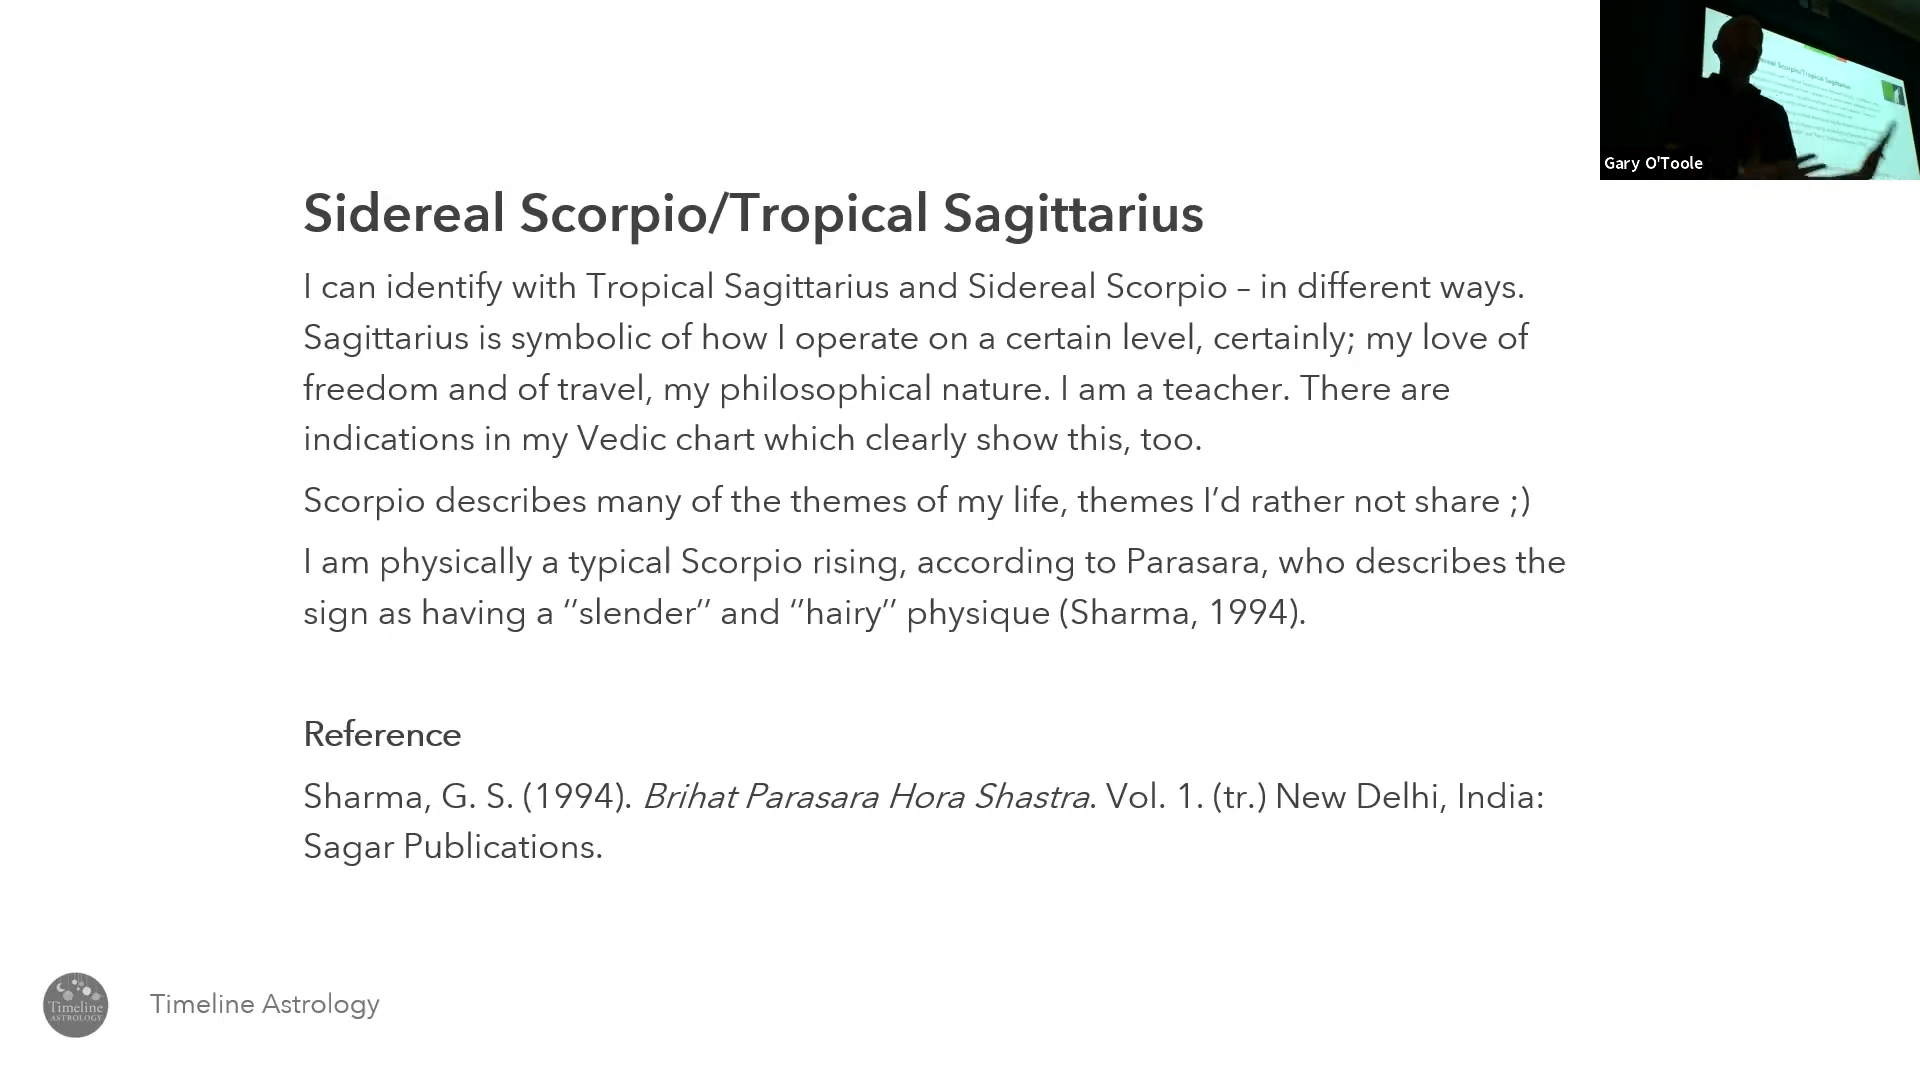 Sidereal Scorpio/Tropical Sagittarius
I can identify with Tropical Sagittarius and Sidereal Scorpio – in different ways.
Sagittarius is symbolic of how I operate on a certain level, certainly; my love of
freedom and of travel, my philosophical nature. I am a teacher. There are
indications in my Vedic chart which clearly show this, too.
Scorpio describes many of the themes of my life, themes I’d rather not share ;)
I am physically a typical Scorpio rising, according to Parasara, who describes the
sign as having a “slender” and “hairy” physique (Sharma, 1994).
Reference
Sharma, G. S. (1994). Brihat Parasara Hora Shastra. Vol. 1. (tr.) New Delhi, India:
Sagar Publications.
Timeline
ASTROLOGY
Timeline Astrology
Gary O'Toole